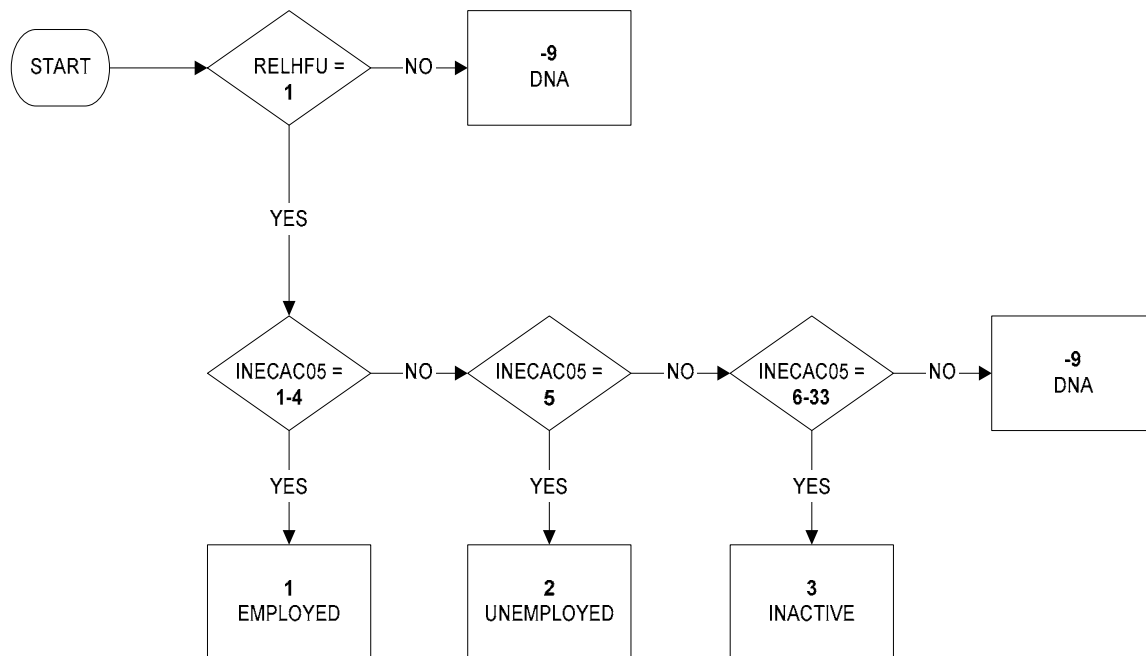 START
RELHFU =
1
NO
-9
DNA
YES
INECAC05 =
1-4
NO
INECAC05 =
5
NO
INECAC05 =
6-33
NO
-9
DNA
YES
YES
YES
1
EMPLOYED
2
UNEMPLOYED
3
INACTIVE